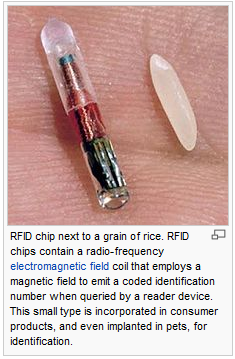 RFID chip next to a grain of rice. RFID
chips contain a radio-frequency
electromagnetic field coil that employs a
magnetic field to emit a coded identification
number when queried by a reader device.
This small type is incorporated in consumer
products, and even implanted in pets, for
identification.